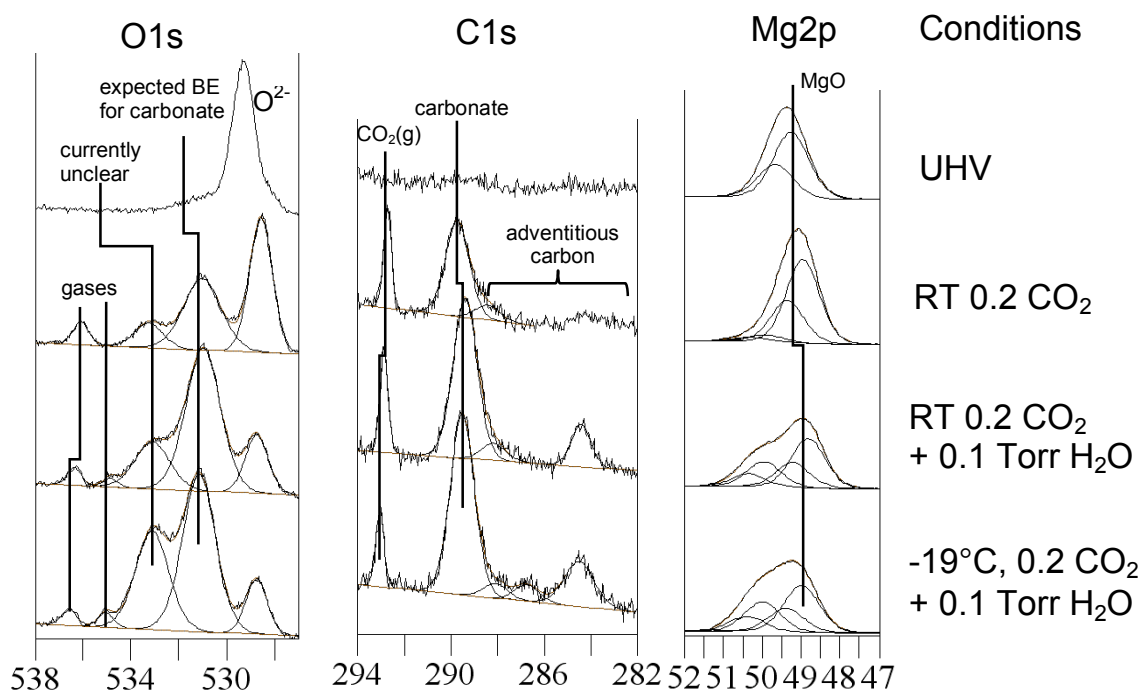 O1s
C1s
Mg2p
Conditions
expected BE
for carbonate
O²⁻
currently
unclear
gases
carbonate
CO₂(g)
adventitious
carbon
MgO
UHV
RT 0.2 CO₂
RT 0.2 CO₂
+ 0.1 Torr H₂O
-19°C, 0.2 CO₂
+ 0.1 Torr H₂O
538 534 530
294 290 286 282
52 51 50 49 48 47